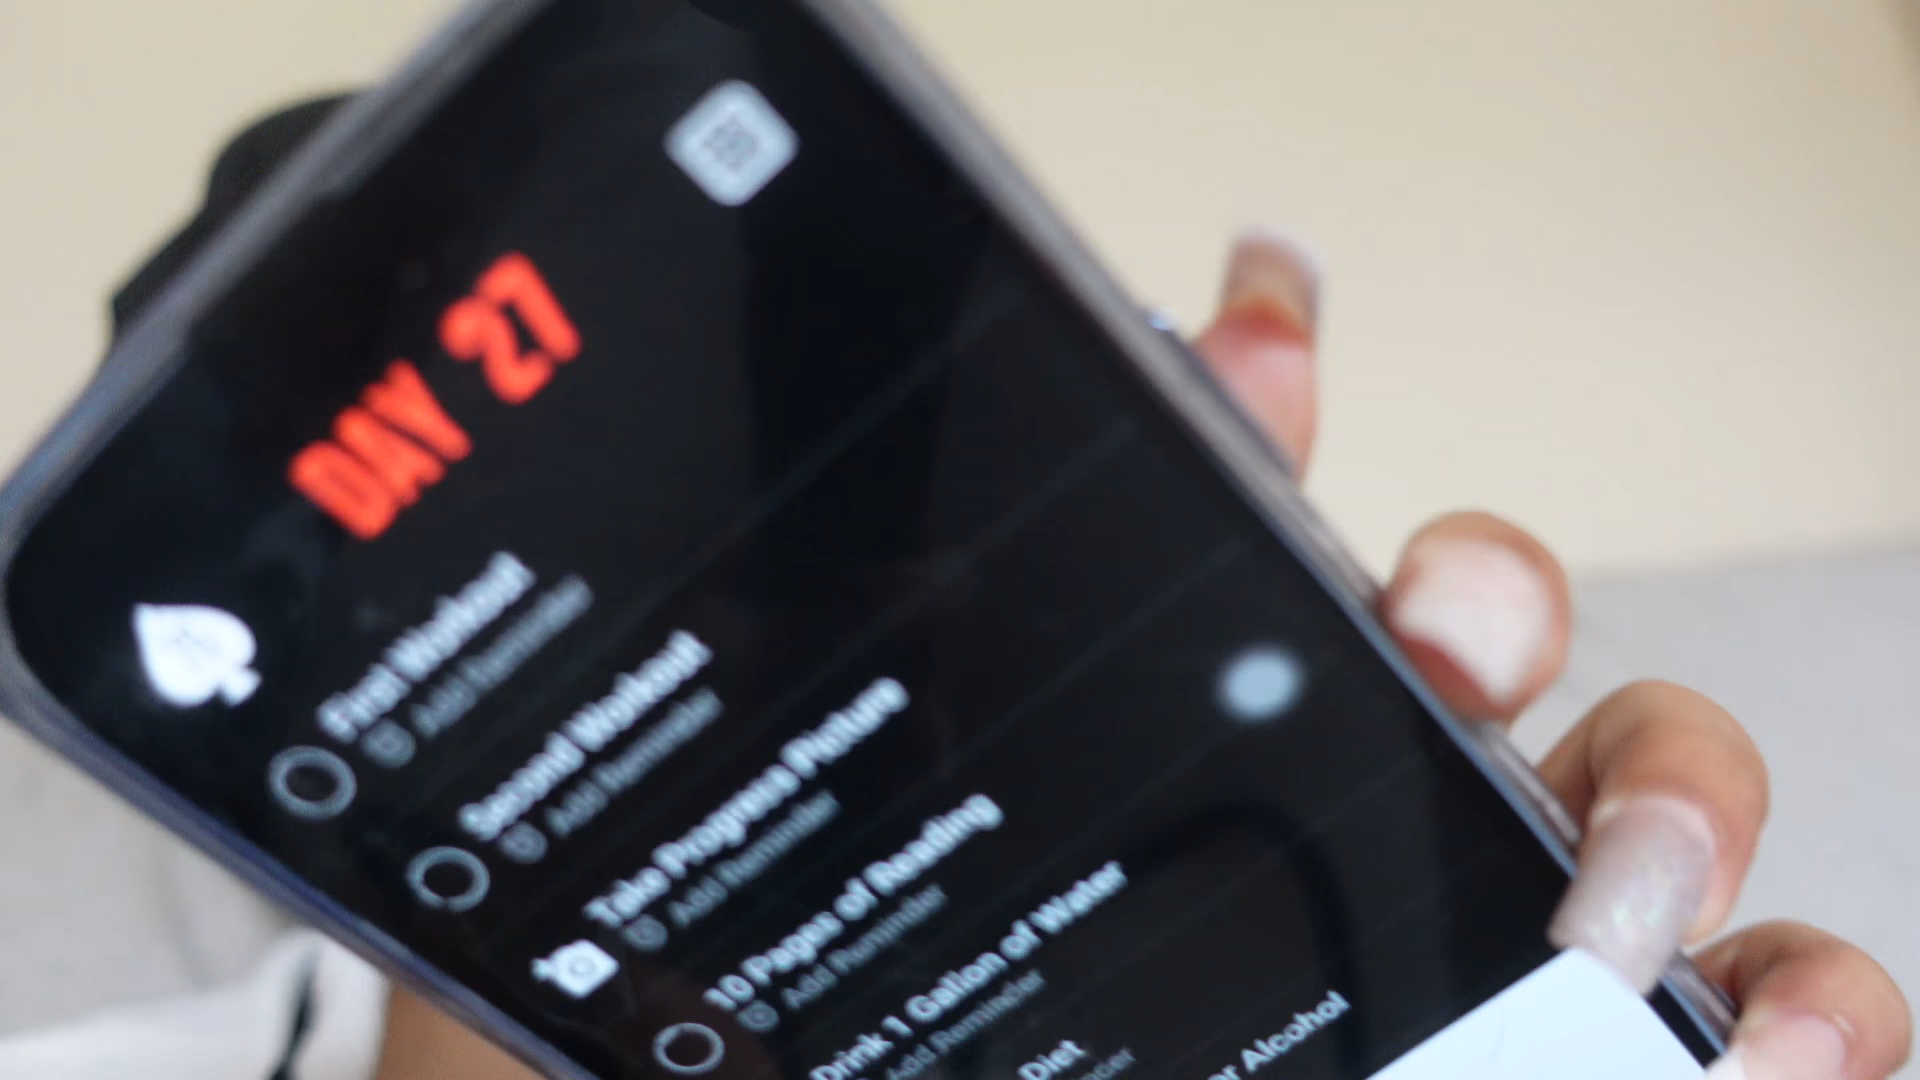 DAY 27
First Workout
Add Reminder
Second Workout
Add Reminder
Take Progress Picture
Add Reminder
10 Pages of Reading
Add Reminder
Drink 1 Gallon of Water
Add Reminder
Diet
or Alcohol